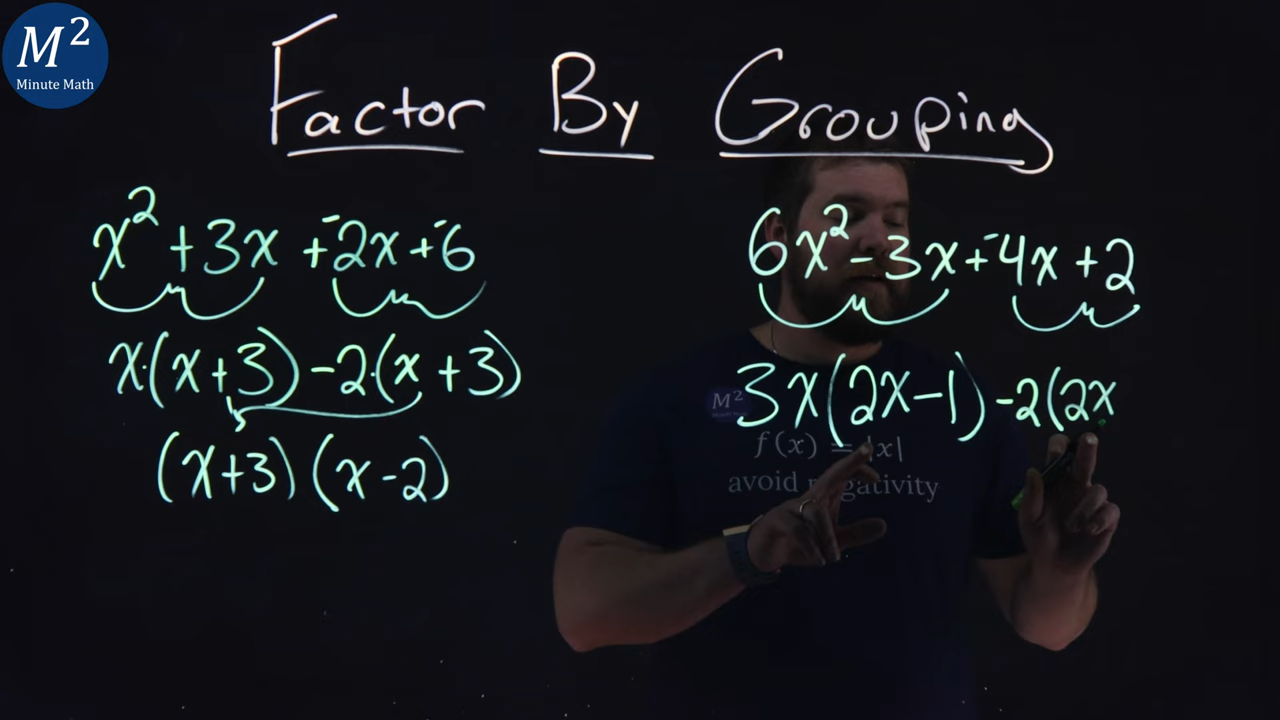 M²
Minute Math
Factor By Grouping
x² + 3x + -2x + -6
x·(x+3) -2·(x+3)
(x+3)(x-2)
6x² - 3x + -4x + 2
3x(2x-1) -2(2x
M²
f(x) = |x|
avoid negativity